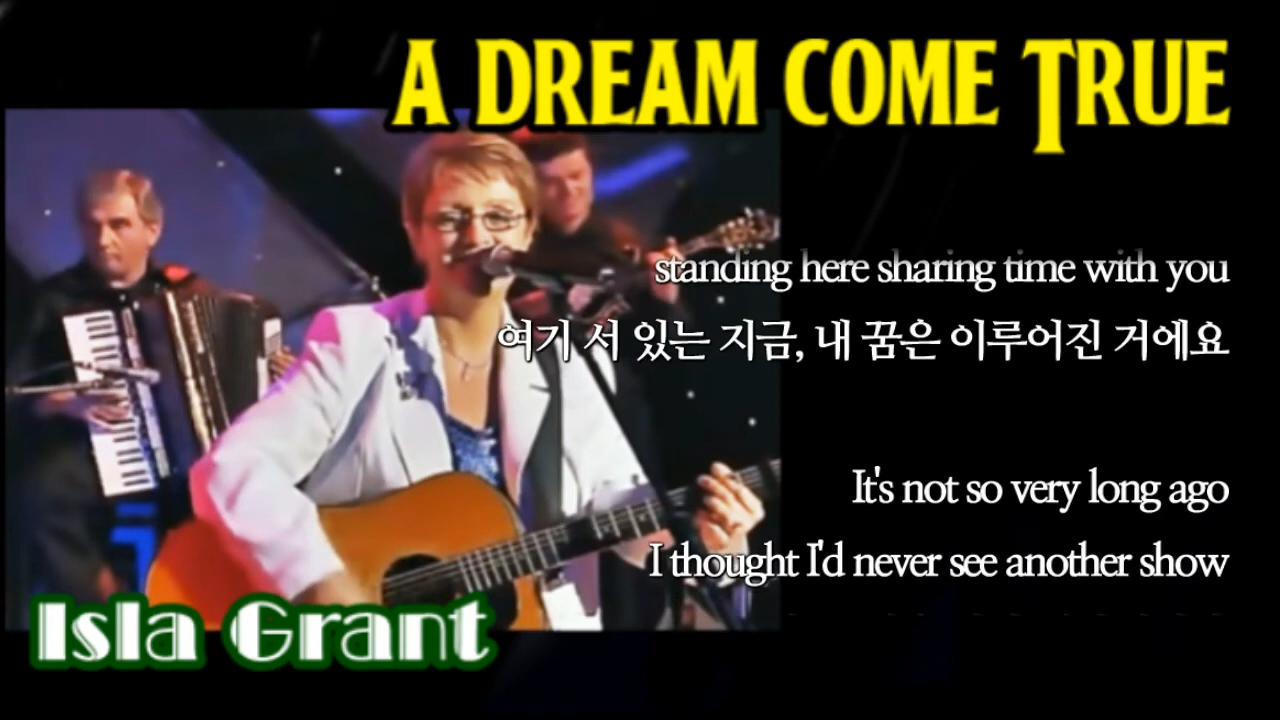 A DREAM COME TRUE
standing here sharing time with you
여기 서 있는 지금, 내 꿈은 이루어진 거에요
It's not so very long ago
I thought I'd never see another show
Isla Grant